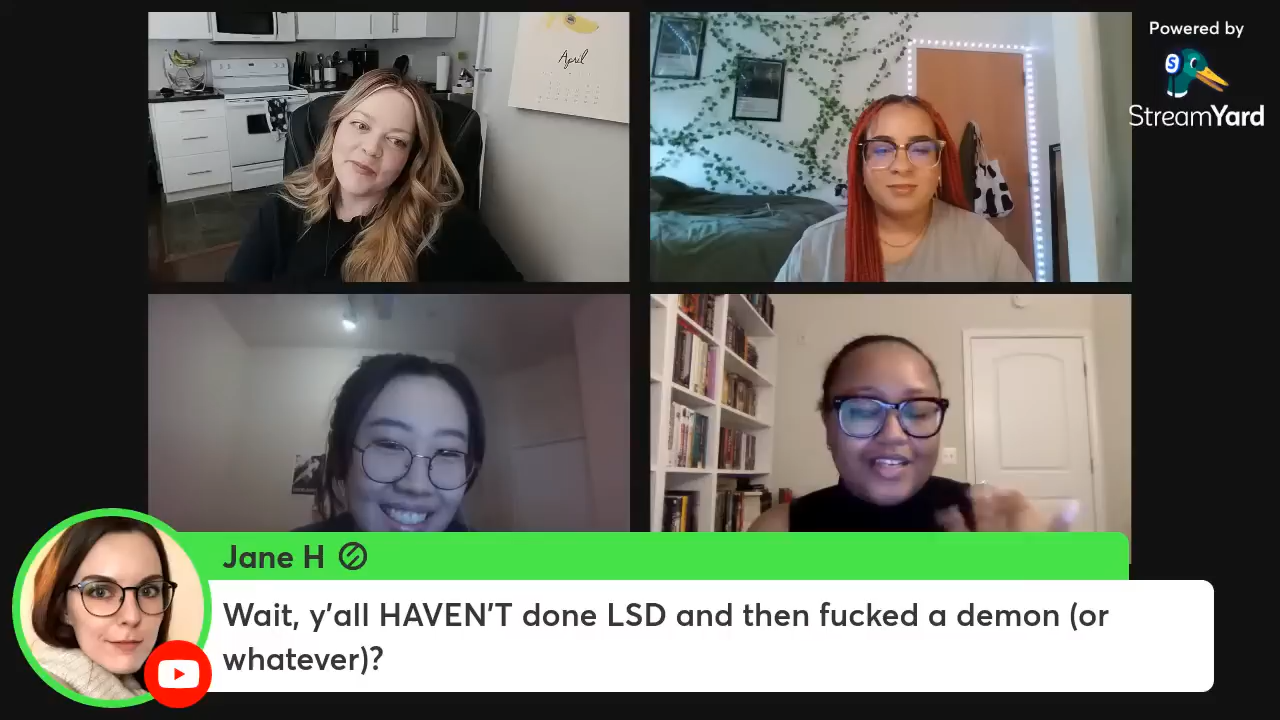 Powered by
StreamYard
April
Jane H
Wait, y'all HAVEN'T done LSD and then fucked a demon (or
whatever)?